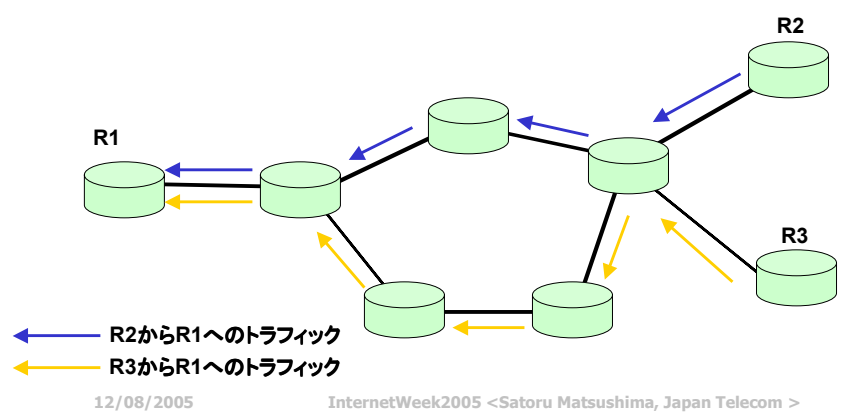 R2
R1
R3
R2からR1へのトラフィック
R3からR1へのトラフィック
12/08/2005 InternetWeek2005 <Satoru Matsushima, Japan Telecom >